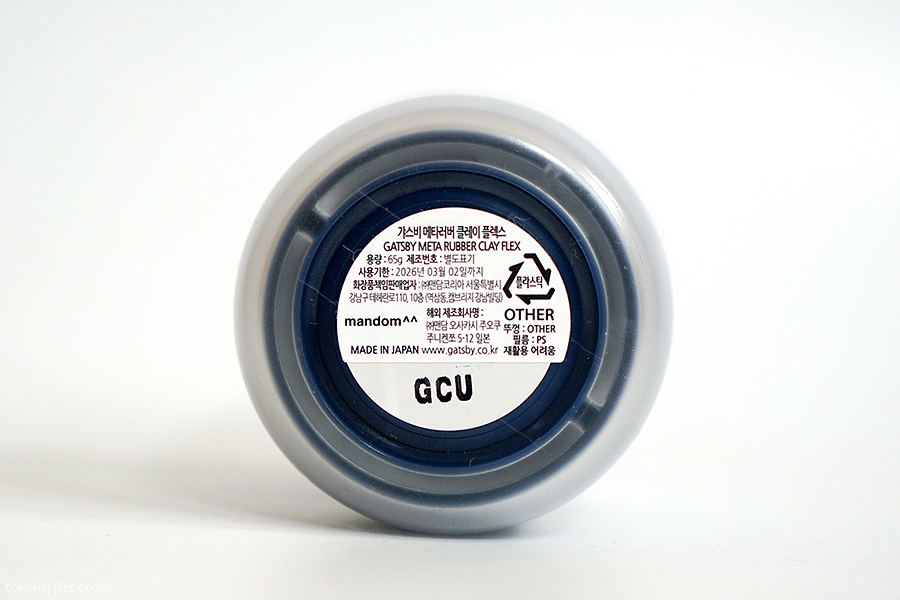 갸스비 메타러버 클레이 플렉스
GATSBY META RUBBER CLAY FLEX
용량 : 65g 제조번호 : 별도표기
사용기한 : 2026년 03월 02일까지
화장품책임판매업자 : ㈜맨담코리아 서울특별시
강남구 테헤란로110, 10층 (역삼동,캠브리지 강남빌딩)
플라스틱
OTHER
뚜껑 : OTHER
필름 : PS
재활용 어려움
mandom^^
해외 제조회사명 :
㈜맨담 오사카시 주오쿠
주니켄쪼 5-12 일본
MADE IN JAPAN www.gatsby.co.kr
GCU
tommyice.co.kr